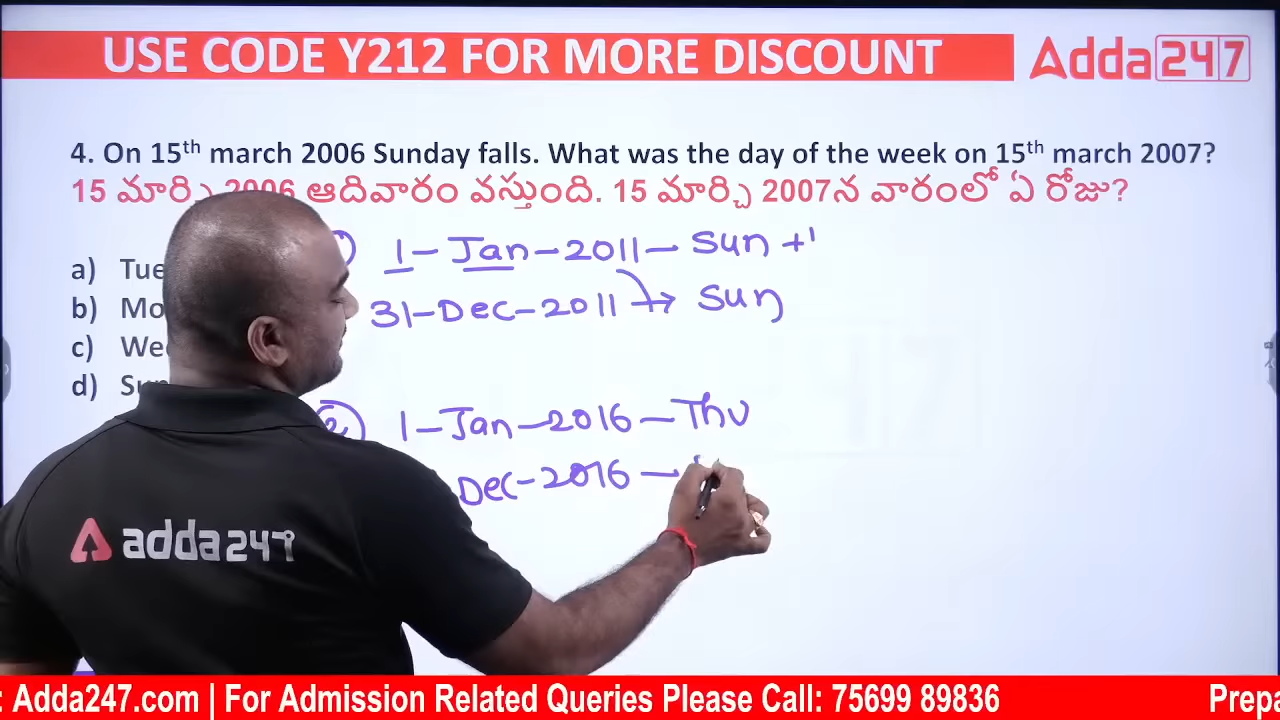 USE CODE Y212 FOR MORE DISCOUNT
Adda247
4. On 15th march 2006 Sunday falls. What was the day of the week on 15th march 2007?
15 మార్చి 2006 ఆదివారం వస్తుంది. 15 మార్చి 2007న వారంలో ఏ రోజు?
1 - Jan - 2011 - Sun +1
a) Tue
31-Dec-2011 → Sun
b) Mo
c) Wed
d) Sun
2) 1 - Jan - 2016 - Thu
Dec-2016 -
adda247
: Adda247.com | For Admission Related Queries Please Call: 75699 89836
Prepa